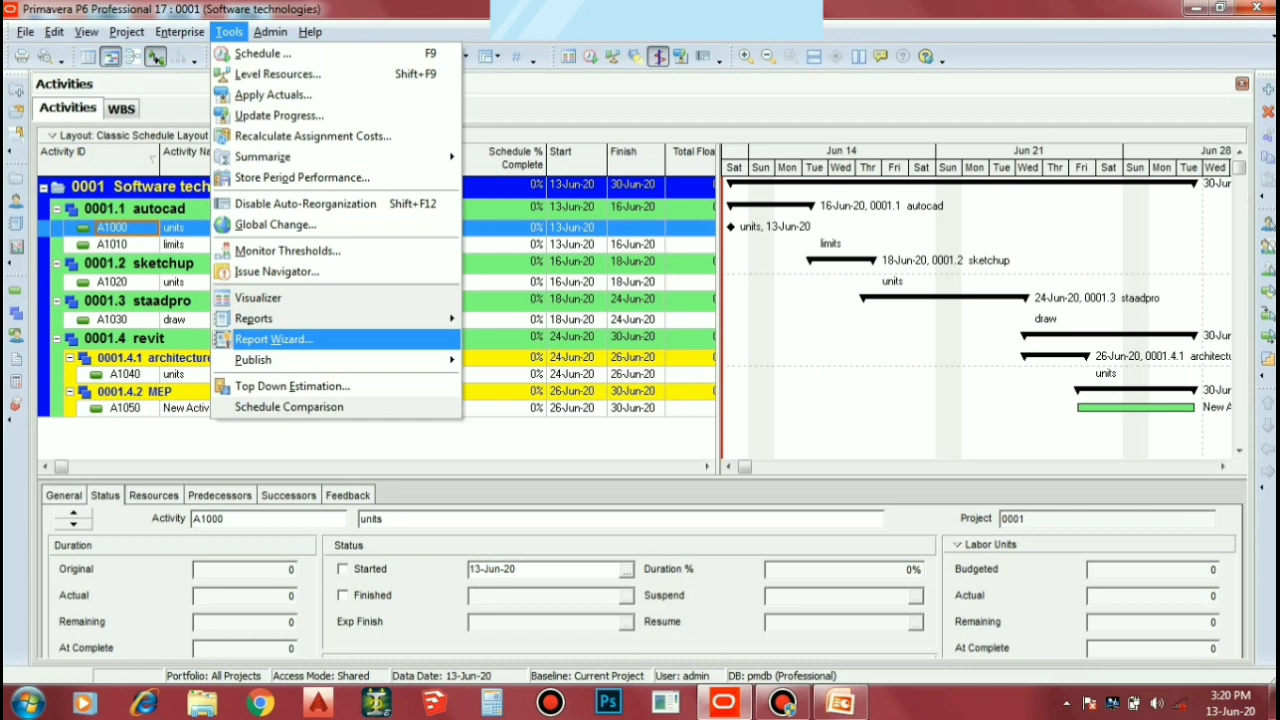 Primavera P6 Professional 17 : 0001 (Software technologies)
File Edit View Project Enterprise Tools Admin Help
Activities
Activities WBS
Layout: Classic Schedule Layout
Activity ID Activity Na Schedule % Complete Start Finish Total Floa
Jun 14 Jun 21 Jun 28
Sat Sun Mon Tue Wed Thr Fri Sat Sun Mon Tue Wed Thr Fri Sat Sun Mon Tue Wed
Schedule ... F9
Level Resources... Shift+F9
Apply Actuals...
Update Progress...
Recalculate Assignment Costs...
Summarize
Store Period Performance...
Disable Auto-Reorganization Shift+F12
Global Change...
Monitor Thresholds...
Issue Navigator...
Visualizer
Reports
Report Wizard...
Publish
Top Down Estimation...
Schedule Comparison
0001 Software tech 0% 13-Jun-20 30-Jun-20
0001.1 autocad 0% 13-Jun-20 16-Jun-20
A1000 units 0% 13-Jun-20
A1010 limits 0% 13-Jun-20 16-Jun-20
0001.2 sketchup 0% 16-Jun-20 18-Jun-20
A1020 units 0% 16-Jun-20 18-Jun-20
0001.3 staadpro 0% 18-Jun-20 24-Jun-20
A1030 draw 0% 18-Jun-20 24-Jun-20
0001.4 revit 0% 24-Jun-20 30-Jun-20
0001.4.1 architecture 0% 24-Jun-20 26-Jun-20
A1040 units 0% 24-Jun-20 26-Jun-20
0001.4.2 MEP 0% 26-Jun-20 30-Jun-20
A1050 New Activ 0% 26-Jun-20 30-Jun-20
30-Jur
16-Jun-20, 0001.1 autocad
units, 13-Jun-20
limits
18-Jun-20, 0001.2 sketchup
units
24-Jun-20, 0001.3 staadpro
draw
30-Jur
26-Jun-20, 0001.4.1 architectu
units
30-Jur
New A
General Status Resources Predecessors Successors Feedback
Activity A1000 units Project 0001
Duration Status Labor Units
Original 0 Started 13-Jun-20 Duration % 0% Budgeted 0
Actual 0 Finished Suspend Actual 0
Remaining 0 Exp Finish Resume Remaining 0
At Complete 0 At Complete 0
Portfolio: All Projects Access Mode: Shared Data Date: 13-Jun-20 Baseline: Current Project User: admin DB: pmdb (Professional)
Ps
3:20 PM
13-Jun-20